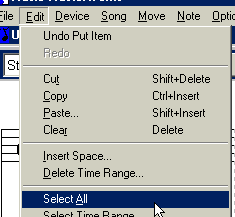 File Edit Device Song Move Note Options
Undo Put Item
Redo
Cut Shift+Delete
Copy Ctrl+Insert
Paste... Shift+Insert
Clear Delete
Insert Space...
Delete Time Range...
Select All
Select Time Range